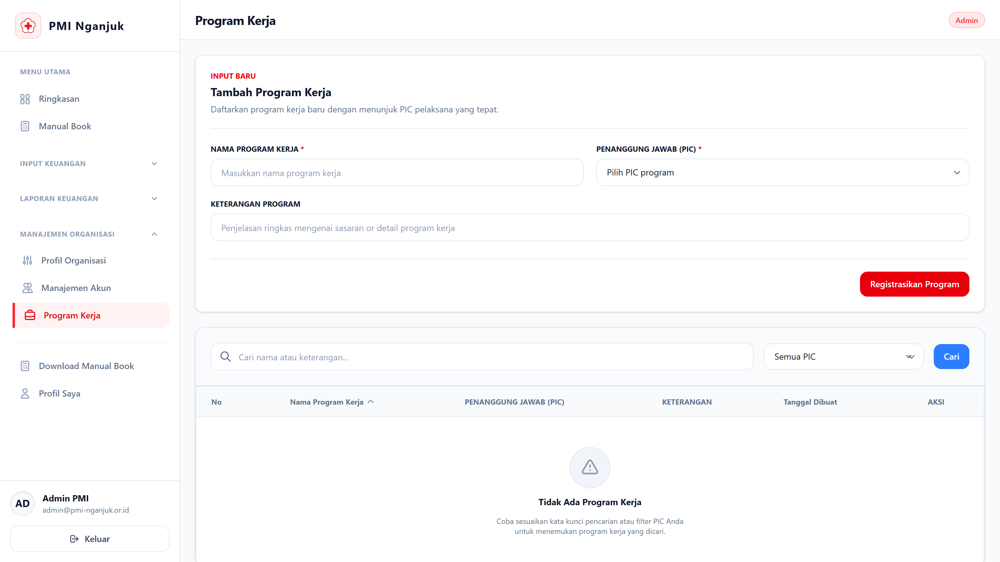 PMI Nganjuk
MENU UTAMA
Ringkasan
Manual Book
INPUT KEUANGAN
LAPORAN KEUANGAN
MANAJEMEN ORGANISASI
Profil Organisasi
Manajemen Akun
Program Kerja
Download Manual Book
Profil Saya
AD
Admin PMI
admin@pmi-nganjuk.or.id
Keluar
Program Kerja
Admin
INPUT BARU
Tambah Program Kerja
Daftarkan program kerja baru dengan menunjuk PIC pelaksana yang tepat.
NAMA PROGRAM KERJA *
Masukkan nama program kerja
PENANGGUNG JAWAB (PIC) *
Pilih PIC program
KETERANGAN PROGRAM
Penjelasan ringkas mengenai sasaran or detail program kerja
Registrasikan Program
Cari nama atau keterangan...
Semua PIC
Cari
No Nama Program Kerja PENANGGUNG JAWAB (PIC) KETERANGAN Tanggal Dibuat AKSI
Tidak Ada Program Kerja
Coba sesuaikan kata kunci pencarian atau filter PIC Anda
untuk menemukan program kerja yang dicari.